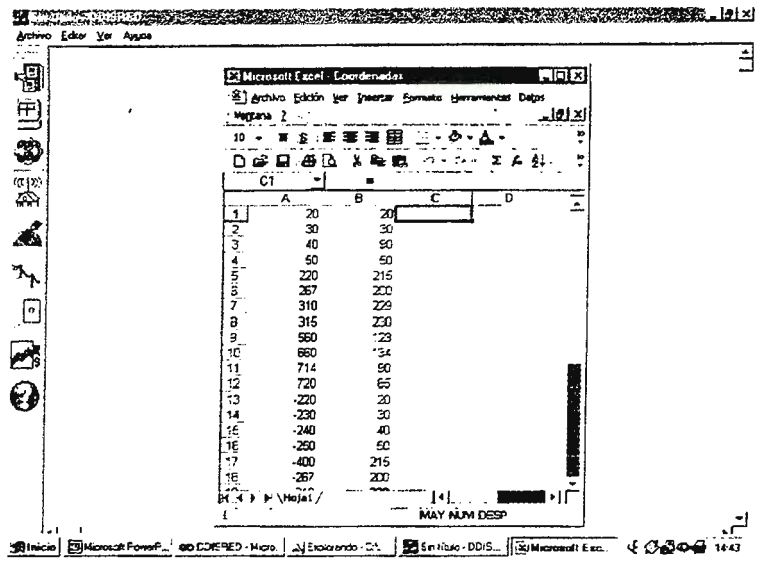 Archivo Editar Ver Ayuda
Microsoft Excel - Coordenadas
Archivo Edición Ver Insertar Formato Herramientas Datos
Ventana ?
10 N S
C1 =
A B C D
1 20 20
2 30 30
3 40 90
4 50 50
5 220 215
6 267 200
7 310 229
8 315 230
9 560 123
10 660 134
11 714 90
12 720 65
13 -220 20
14 -230 30
15 -240 40
16 -250 50
17 -400 215
18 -267 200
Hoja1
MAY NUM DESP
Inicio Microsoft PowerP... DDISRED - Micro... Explorando - C:\... Sin título - DDIS... Microsoft Exc... 14:43